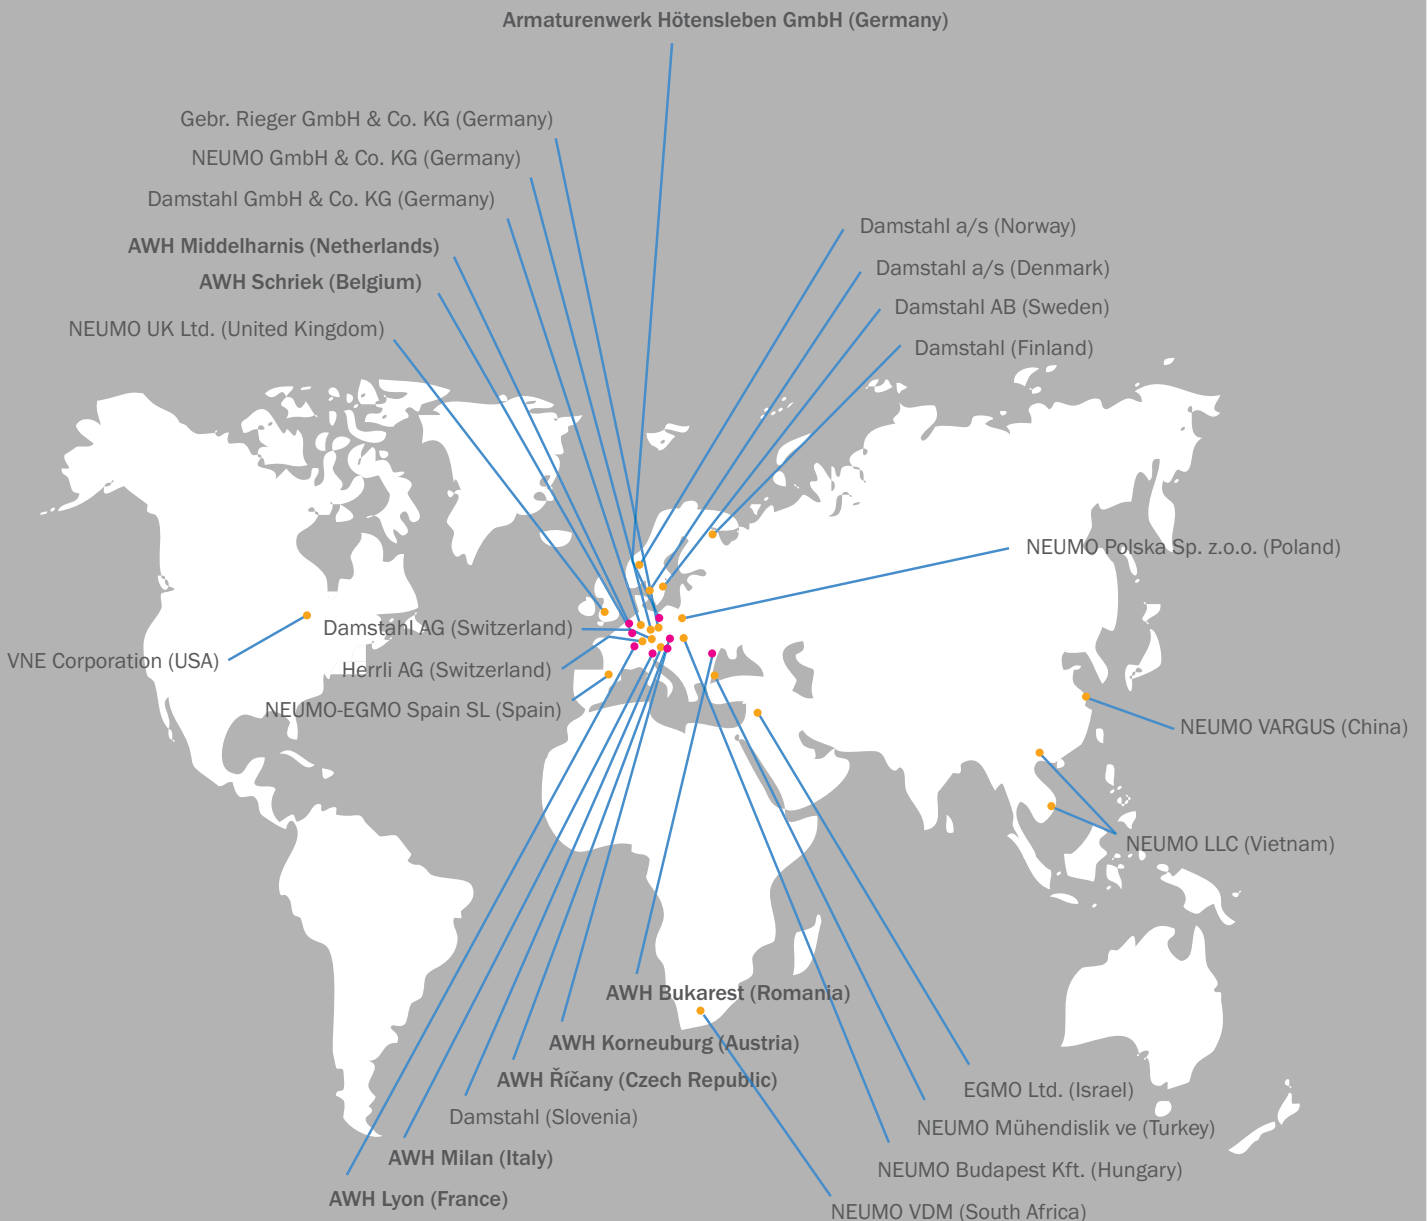 Armaturenwerk Hötensleben GmbH (Germany)
Gebr. Rieger GmbH & Co. KG (Germany)
NEUMO GmbH & Co. KG (Germany)
Damstahl GmbH & Co. KG (Germany)
AWH Middelharnis (Netherlands)
AWH Schriek (Belgium)
NEUMO UK Ltd. (United Kingdom)
Damstahl a/s (Norway)
Damstahl a/s (Denmark)
Damstahl AB (Sweden)
Damstahl (Finland)
NEUMO Polska Sp. z.o.o. (Poland)
Damstahl AG (Switzerland)
VNE Corporation (USA)
Herrli AG (Switzerland)
NEUMO-EGMO Spain SL (Spain)
NEUMO VARGUS (China)
NEUMO LLC (Vietnam)
AWH Bukarest (Romania)
AWH Korneuburg (Austria)
AWH Říčany (Czech Republic)
Damstahl (Slovenia)
AWH Milan (Italy)
AWH Lyon (France)
EGMO Ltd. (Israel)
NEUMO Mühendislik ve (Turkey)
NEUMO Budapest Kft. (Hungary)
NEUMO VDM (South Africa)